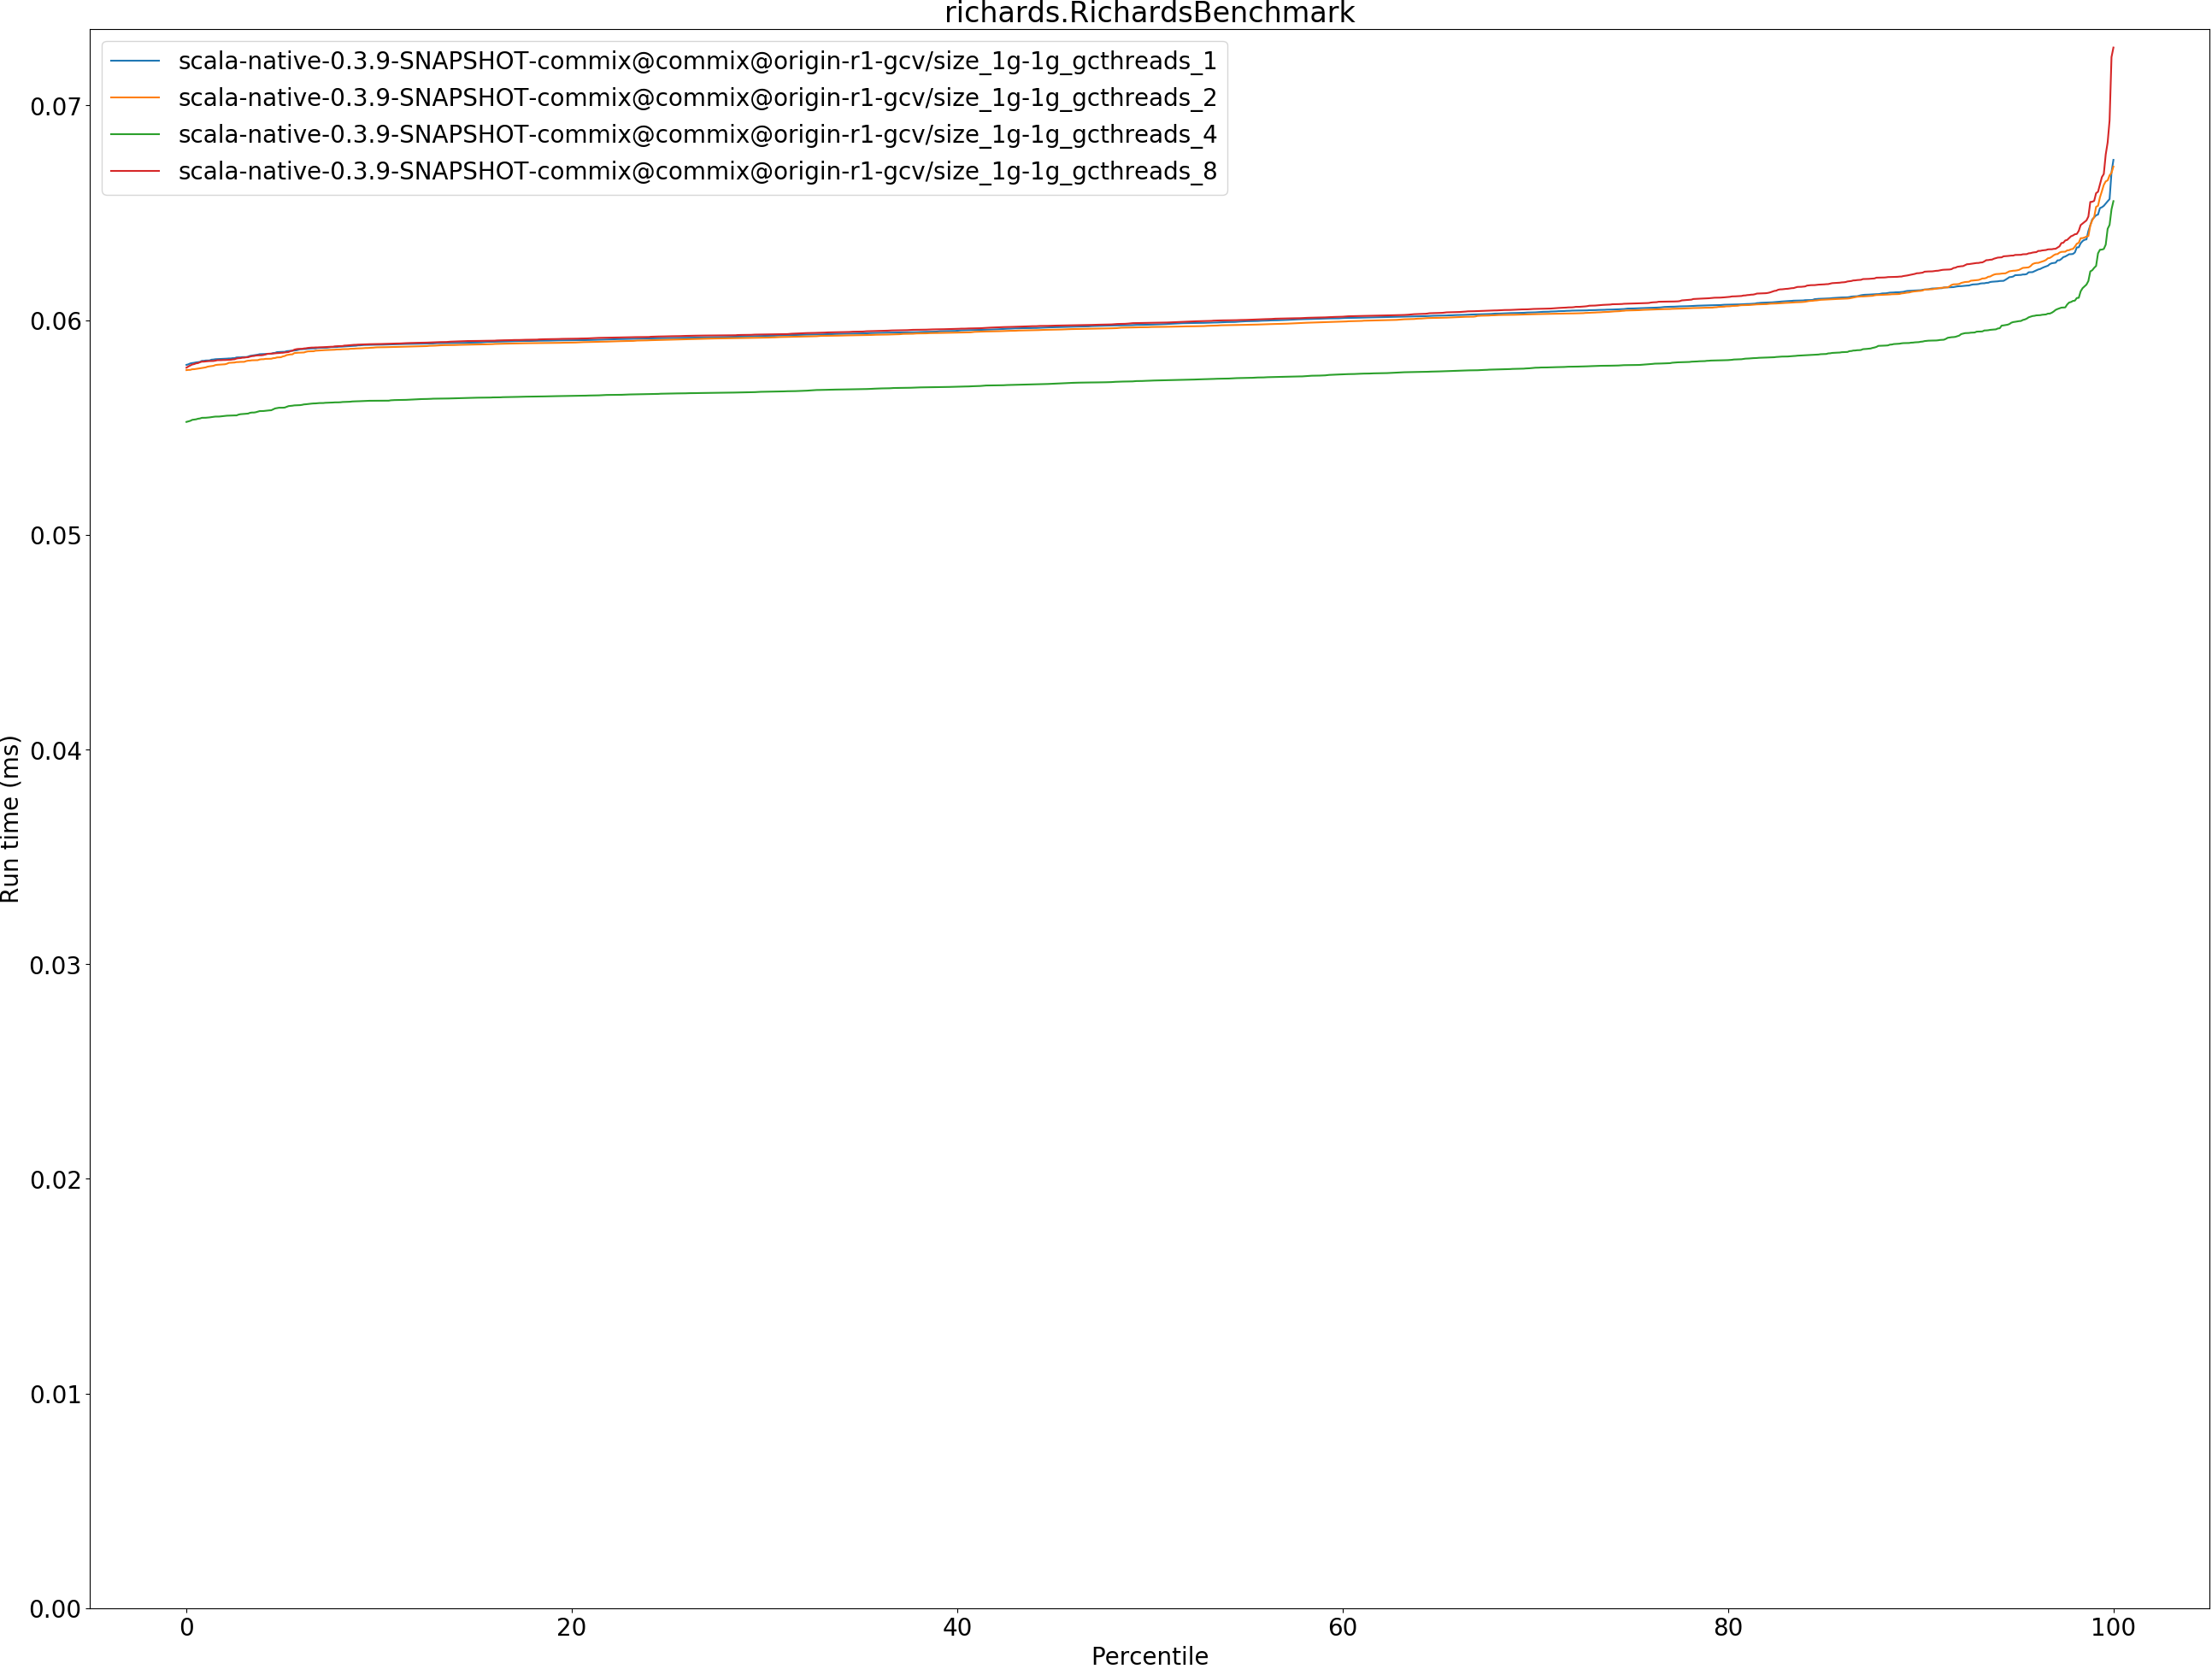 richards.RichardsBenchmark
scala-native-0.3.9-SNAPSHOT-commix@commix@origin-r1-gcv/size_1g-1g_gcthreads_1
scala-native-0.3.9-SNAPSHOT-commix@commix@origin-r1-gcv/size_1g-1g_gcthreads_2
scala-native-0.3.9-SNAPSHOT-commix@commix@origin-r1-gcv/size_1g-1g_gcthreads_4
scala-native-0.3.9-SNAPSHOT-commix@commix@origin-r1-gcv/size_1g-1g_gcthreads_8
0.07
0.06
0.05
0.04
0.03
0.02
0.01
0.00
Run time (ms)
0 20 40 60 80 100
Percentile